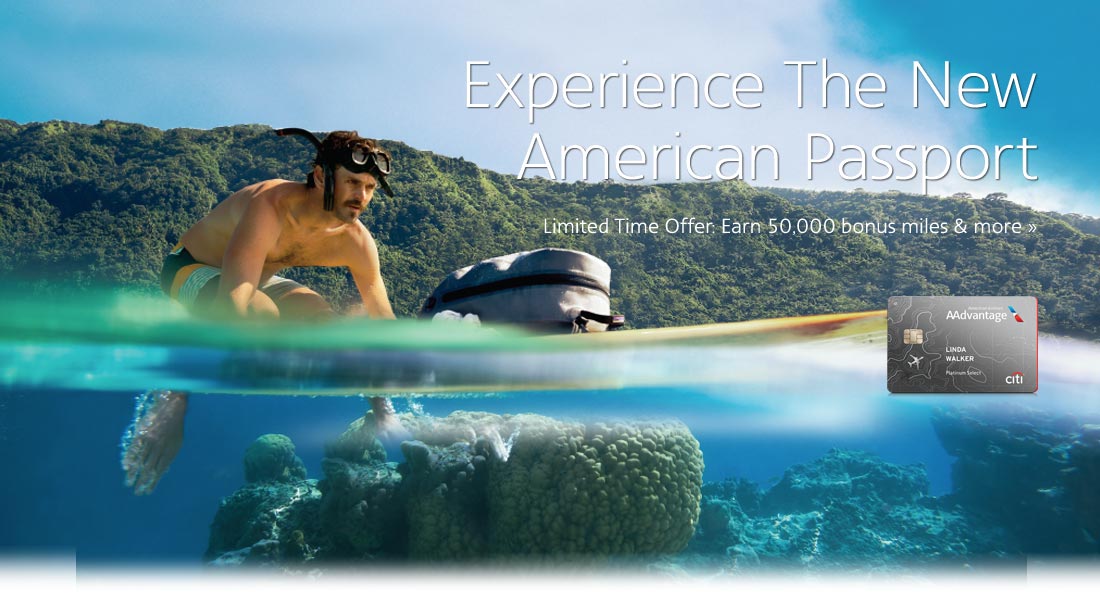 Experience The New
American Passport
Limited Time Offer: Earn 50,000 bonus miles & more »
AAdvantage
LINDA
WALKER
Platinum Select
citi